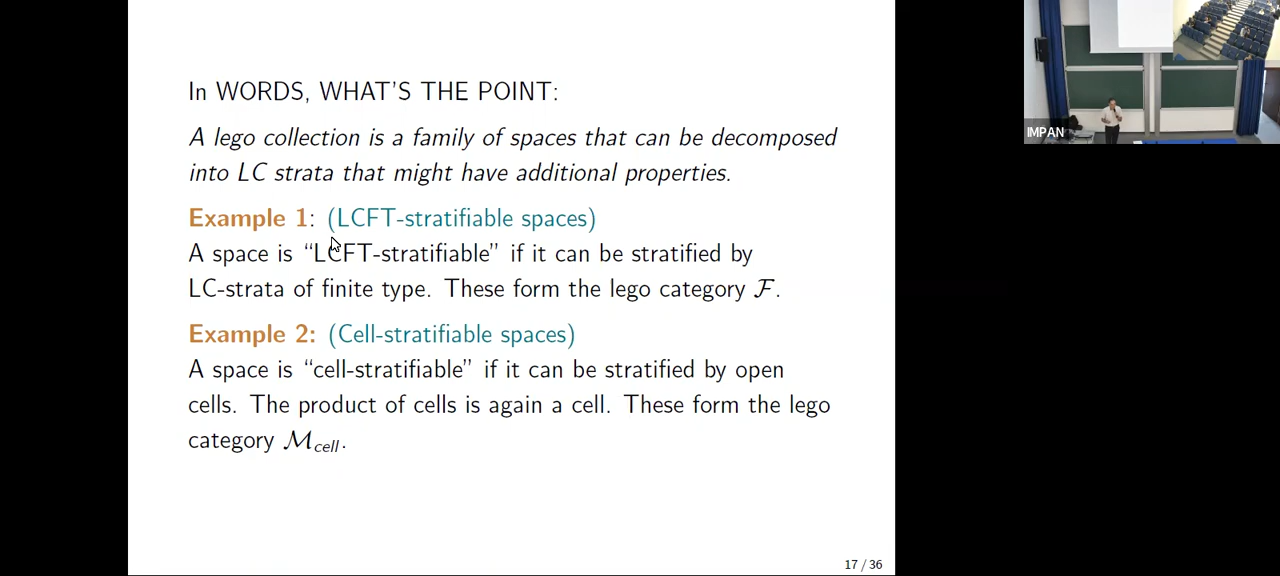 In WORDS, WHAT'S THE POINT:
A lego collection is a family of spaces that can be decomposed
into LC strata that might have additional properties.
Example 1: (LCFT-stratifiable spaces)
A space is “LCFT-stratifiable” if it can be stratified by
LC-strata of finite type. These form the lego category ℱ.
Example 2: (Cell-stratifiable spaces)
A space is “cell-stratifiable” if it can be stratified by open
cells. The product of cells is again a cell. These form the lego
category ℳ_cell.
17 / 36
IMPAN